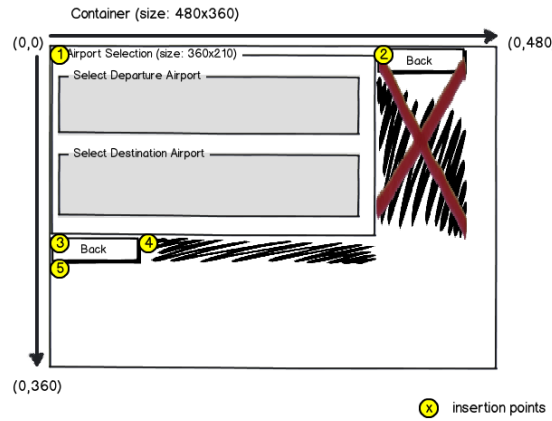 Container (size: 480x360)
(0,0)
(0,480
1
Airport Selection (size: 360x210)
2
Back
Select Departure Airport
Select Destination Airport
3
Back
4
5
(0,360)
x insertion points